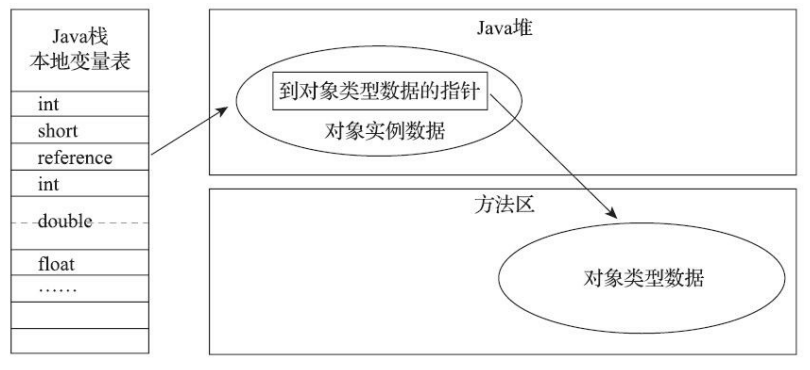 Java栈
本地变量表
int
short
reference
int
double
float
……
Java堆
到对象类型数据的指针
对象实例数据
方法区
对象类型数据